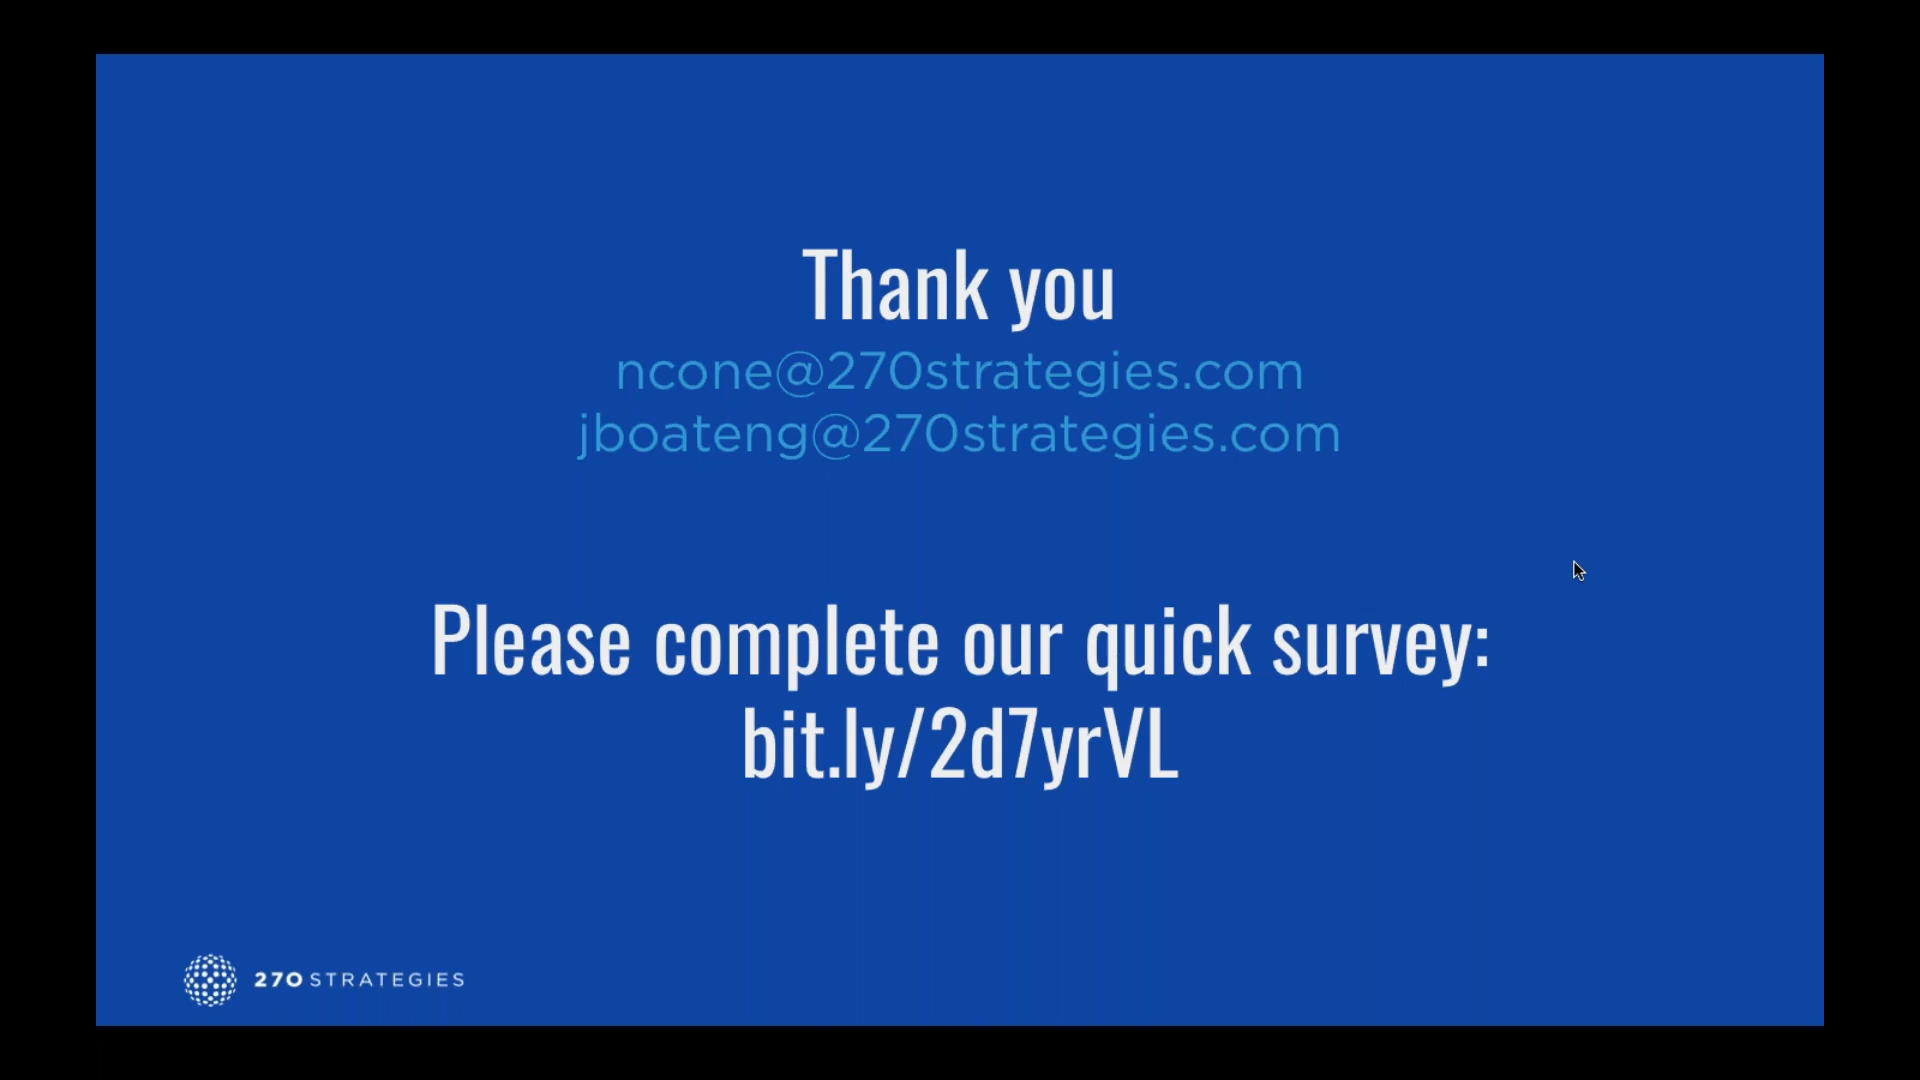 Thank you
ncone@270strategies.com
jboateng@270strategies.com
Please complete our quick survey:
bit.ly/2d7yrVL
270 STRATEGIES